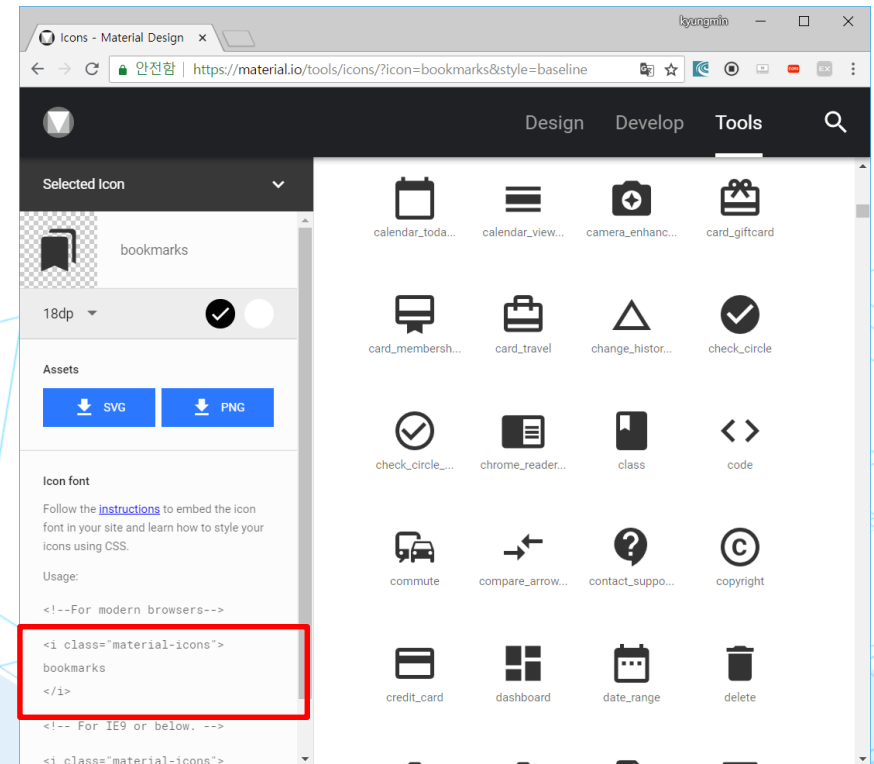 kyungmin
Icons - Material Design
안전함 https://material.io/tools/icons/?icon=bookmarks&style=baseline
Design Develop Tools
Selected Icon
bookmarks
18dp
Assets
SVG PNG
Icon font
Follow the instructions to embed the icon
font in your site and learn how to style your
icons using CSS.
Usage:
<!--For modern browsers-->
<i class="material-icons">
bookmarks
</i>
<!-- For IE9 or below. -->
<i class="material-icons">
calendar_toda... calendar_view... camera_enhanc... card_giftcard
card_membersh... card_travel change_histor... check_circle
check_circle_... chrome_reader... class code
commute compare_arrow... contact_suppo... copyright
credit_card dashboard date_range delete